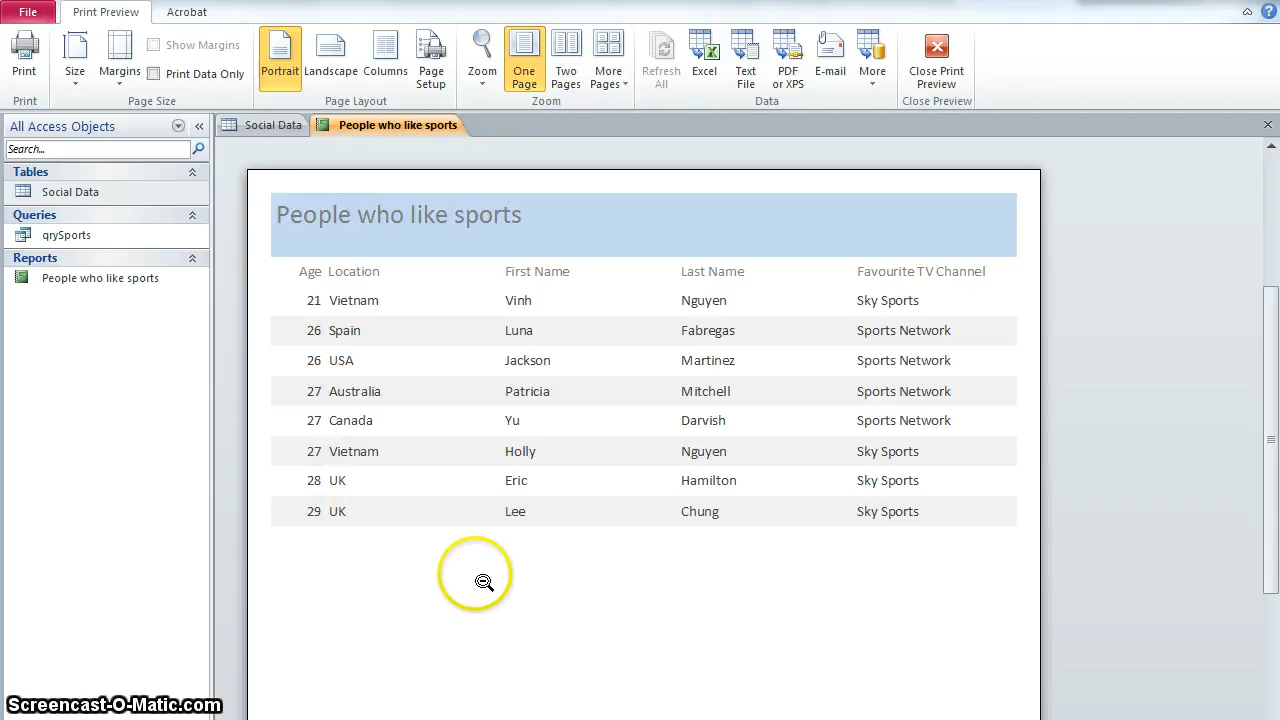 File Print Preview Acrobat
Print Size Margins Show Margins Print Data Only Portrait Landscape Columns Page Setup Zoom One Page Two Pages More Pages Refresh All Excel Text File PDF or XPS E-mail More Close Print Preview
Print Page Size Page Layout Zoom Data Close Preview
All Access Objects Social Data People who like sports
Search...
Tables
Social Data
Queries
qrySports
Reports
People who like sports
People who like sports
Age Location First Name Last Name Favourite TV Channel
21 Vietnam Vinh Nguyen Sky Sports
26 Spain Luna Fabregas Sports Network
26 USA Jackson Martinez Sports Network
27 Australia Patricia Mitchell Sports Network
27 Canada Yu Darvish Sports Network
27 Vietnam Holly Nguyen Sky Sports
28 UK Eric Hamilton Sky Sports
29 UK Lee Chung Sky Sports
Screencast-O-Matic.com